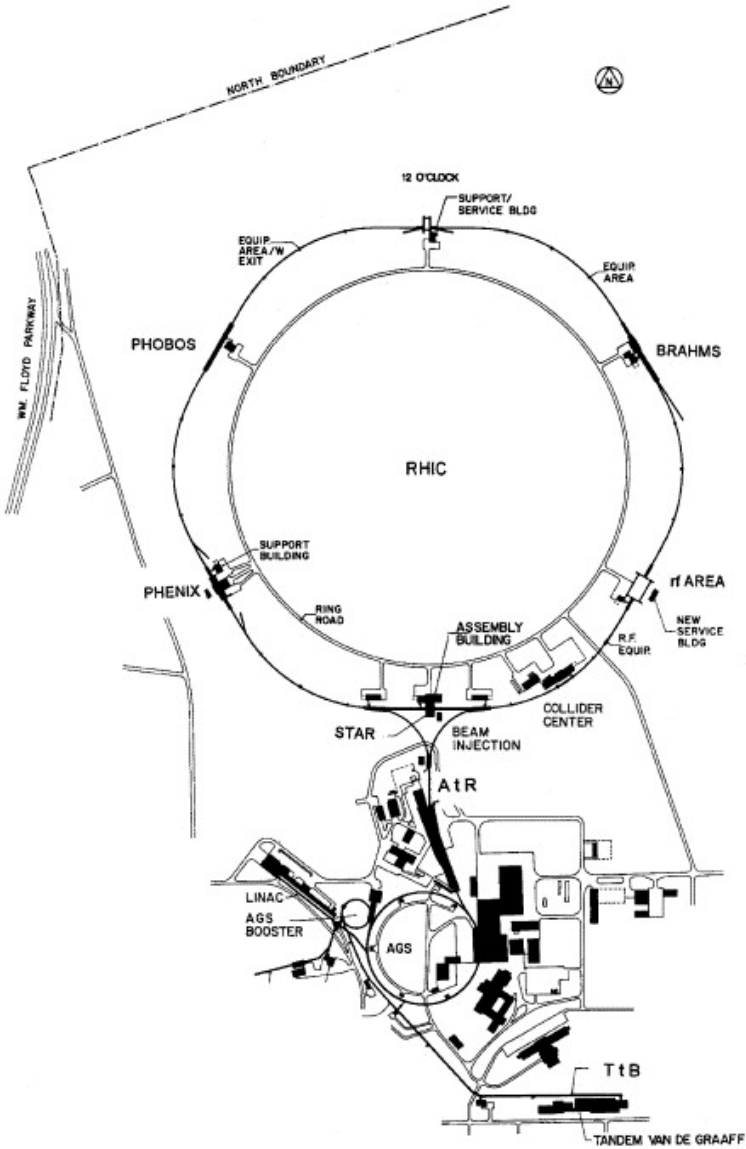 NORTH BOUNDARY
N
12 O'CLOCK
SUPPORT/
SERVICE BLDG
EQUIP.
AREA/W
EXIT
EQUIP.
AREA
WM. FLOYD PARKWAY
PHOBOS
BRAHMS
RHIC
SUPPORT
BUILDING
PHENIX
rf AREA
RING
ROAD
ASSEMBLY
BUILDING
NEW
SERVICE
BLDG
R.F.
EQUIP.
STAR
BEAM
INJECTION
COLLIDER
CENTER
AtR
LINAC
AGS
BOOSTER
AGS
TtB
TANDEM VAN DE GRAAFF